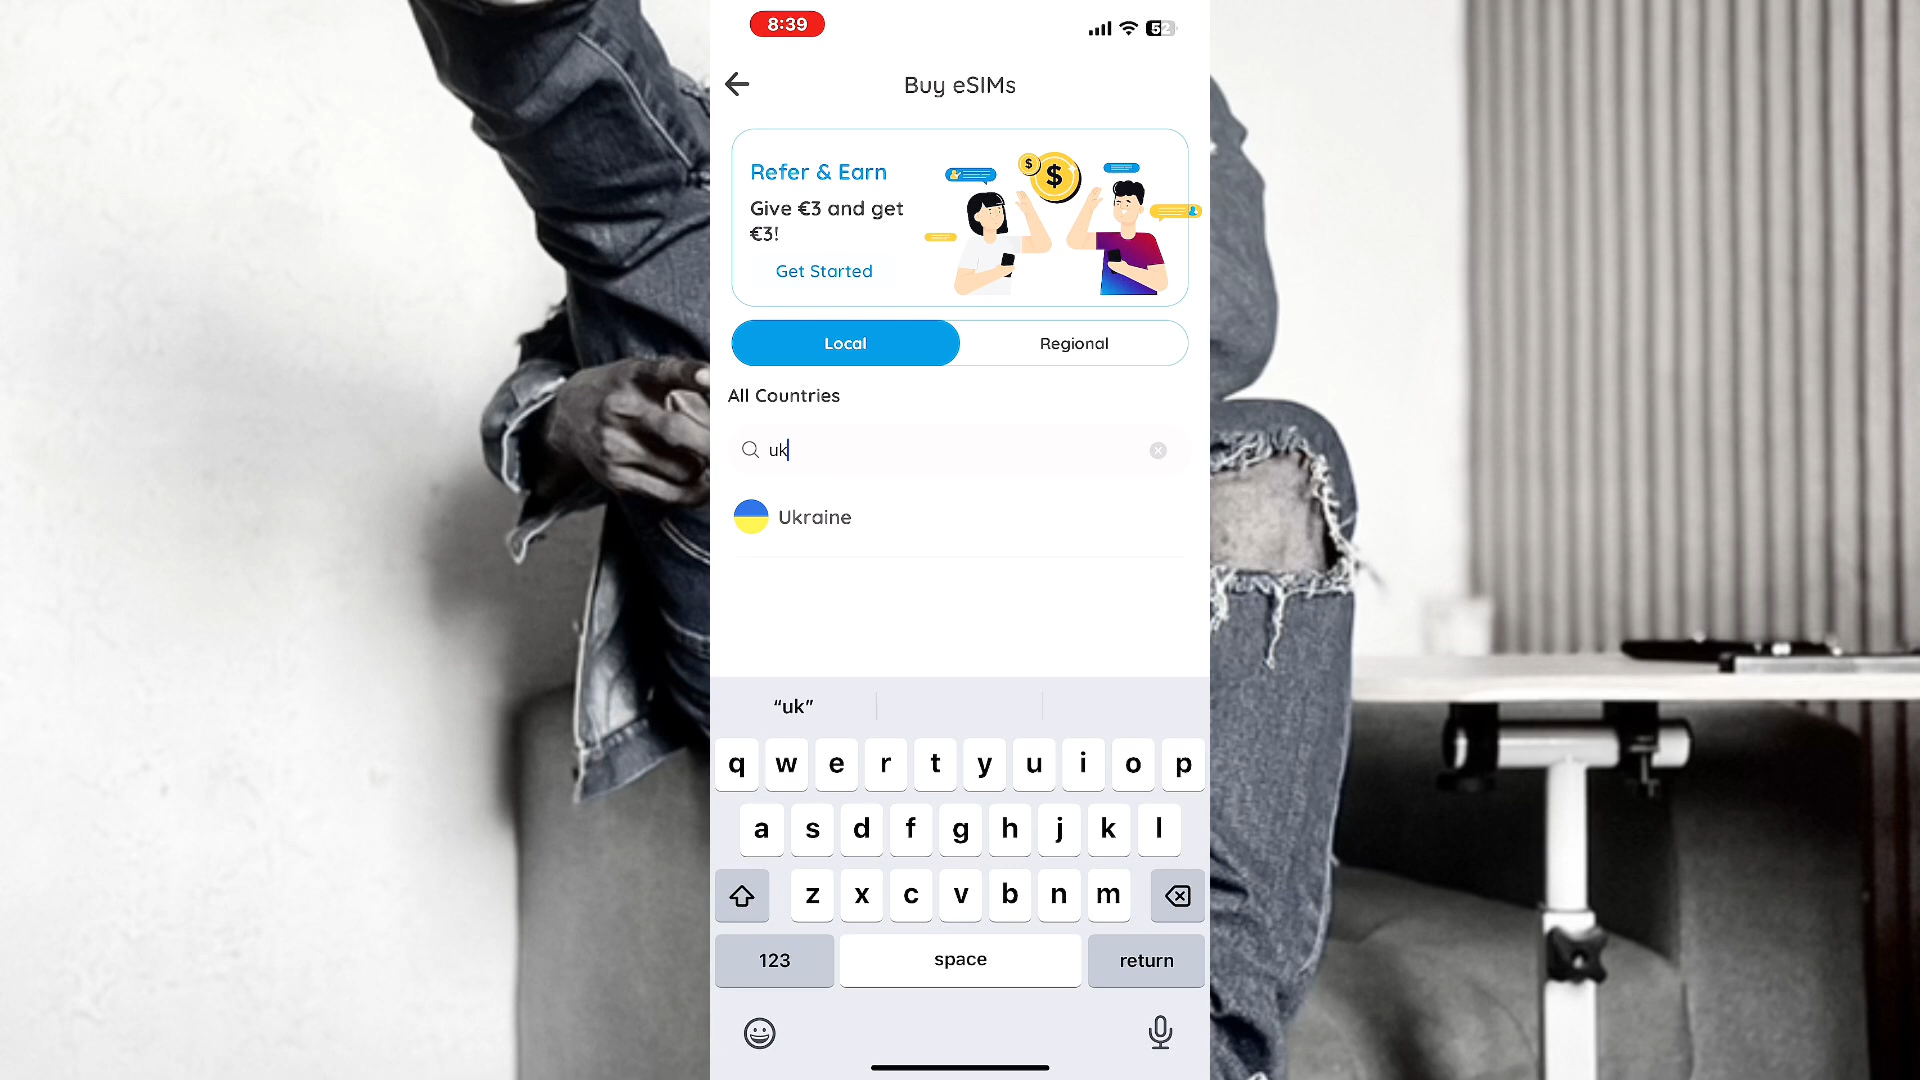 8:39
52
Buy eSIMs
Refer & Earn
Give €3 and get
€3!
Get Started
$
$
Local
Regional
All Countries
uk
Ukraine
“uk”
q w e r t y u i o p
a s d f g h j k l
z x c v b n m
123
space
return